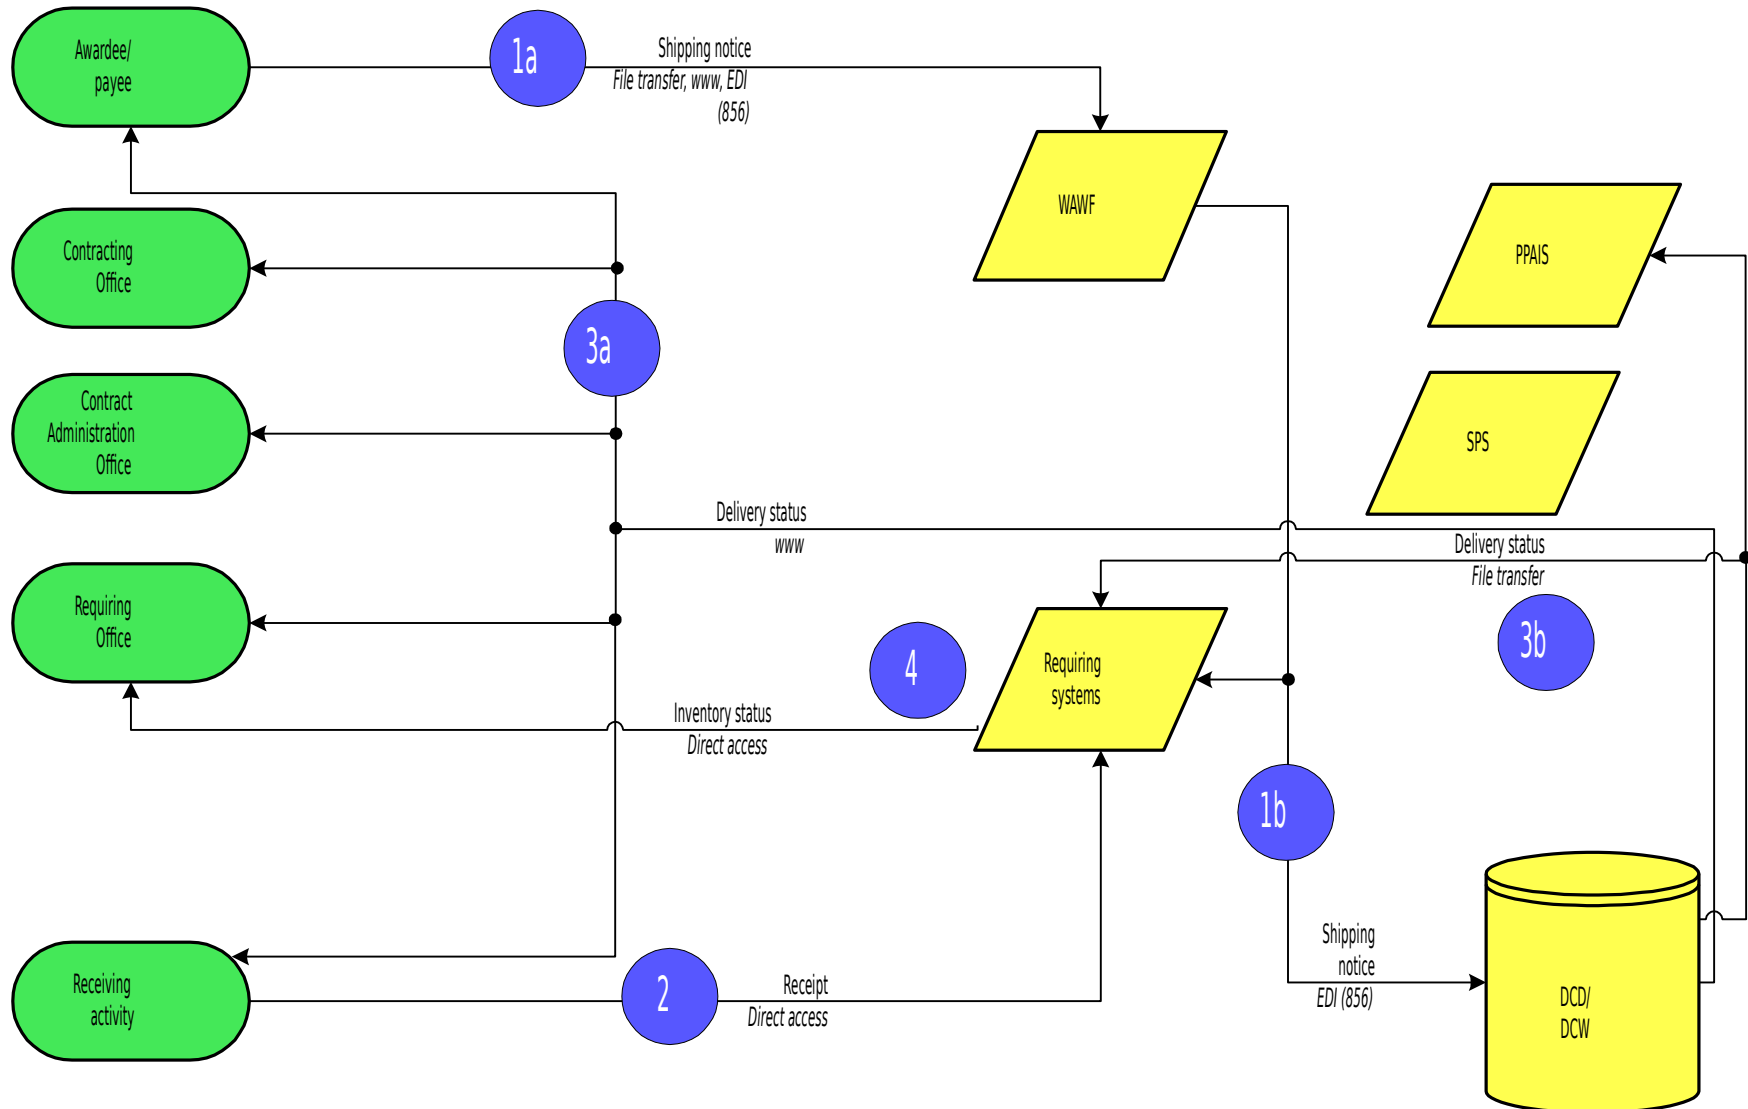 Awardee/
payee
1a
Shipping notice
File transfer, www, EDI
(856)
WAWF
PPAIS
Contracting
Office
3a
Contract
Administration
Office
SPS
Delivery status
www
Delivery status
File transfer
Requiring
Office
4
Requiring
systems
3b
Inventory status
Direct access
1b
Shipping
notice
EDI (856)
Receiving
activity
2
Receipt
Direct access
DCD/
DCW